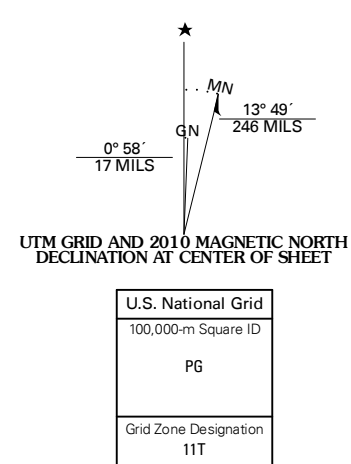 MN
13° 49´
246 MILS
GN
0° 58´
17 MILS
UTM GRID AND 2010 MAGNETIC NORTH
DECLINATION AT CENTER OF SHEET
U.S. National Grid
100,000-m Square ID
PG
Grid Zone Designation
11T